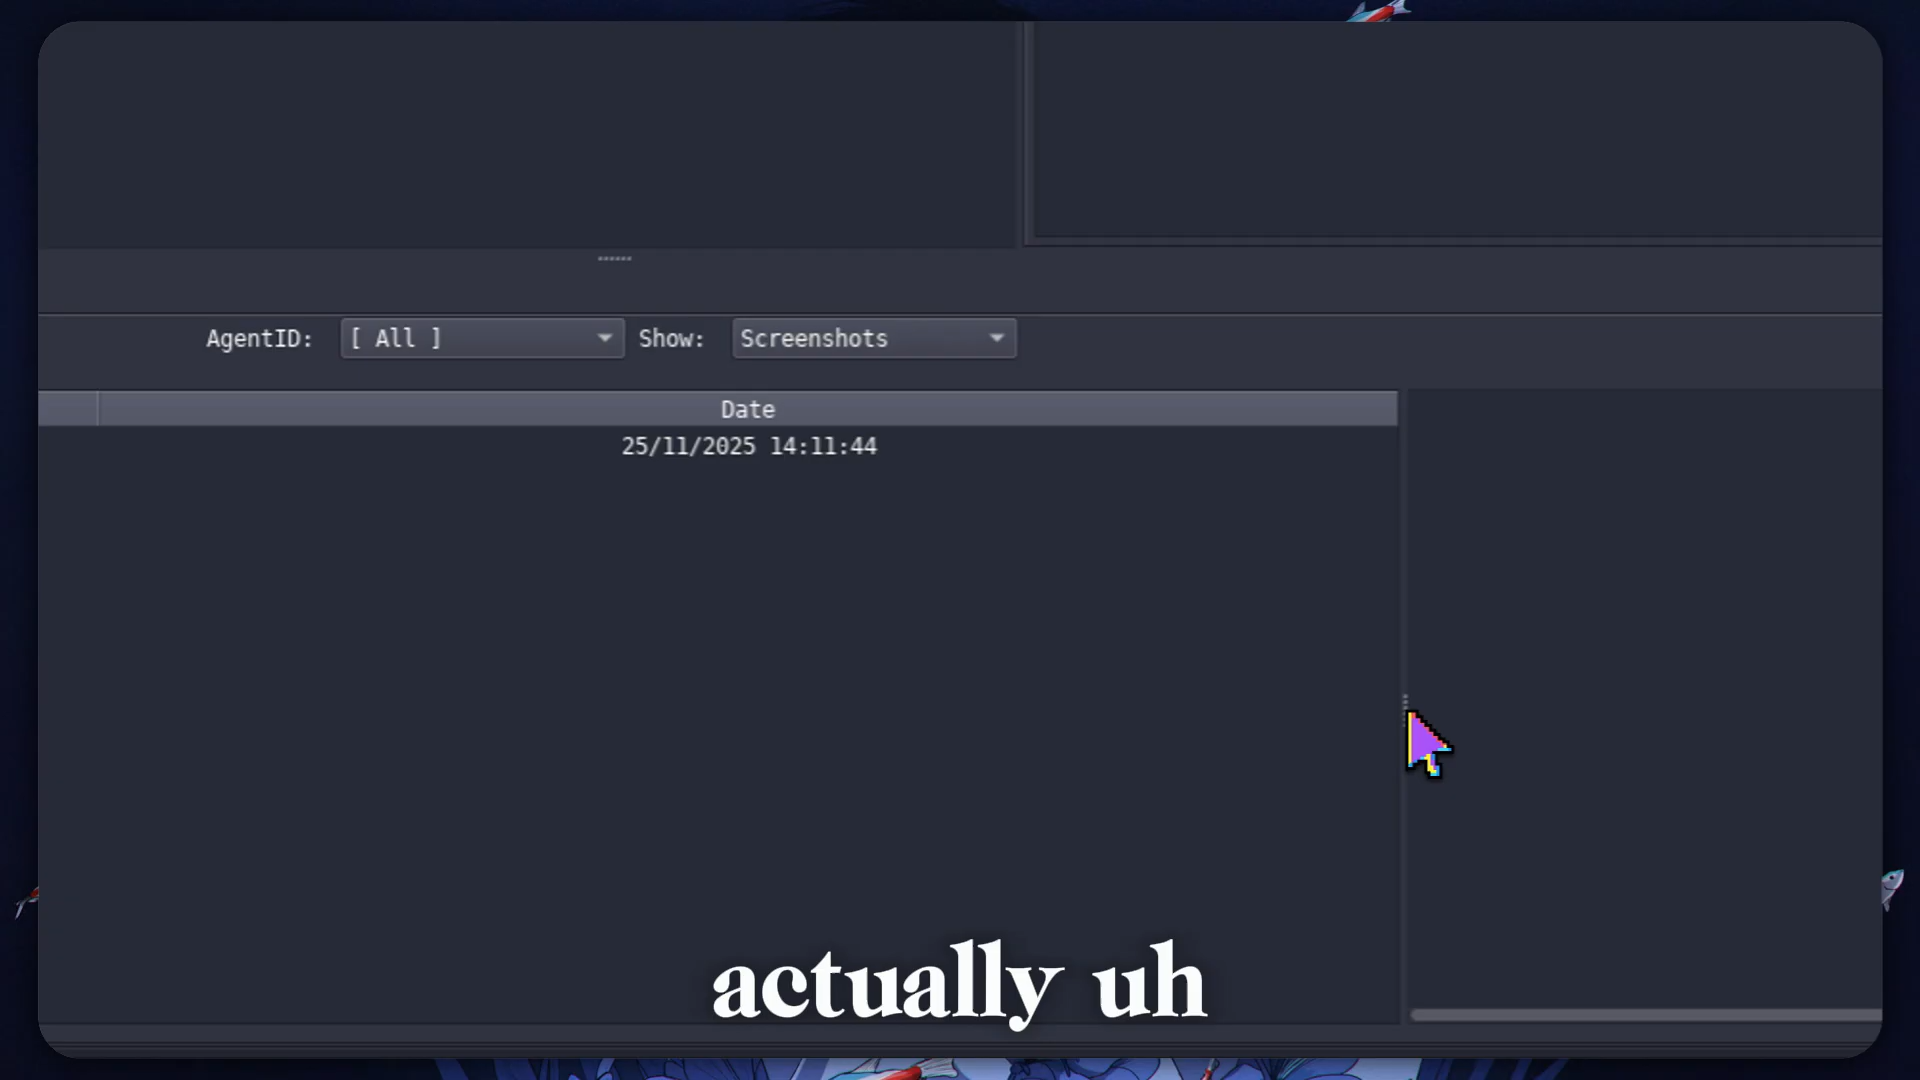 AgentID: [ All ] Show: Screenshots
Date
25/11/2025 14:11:44
actually uh